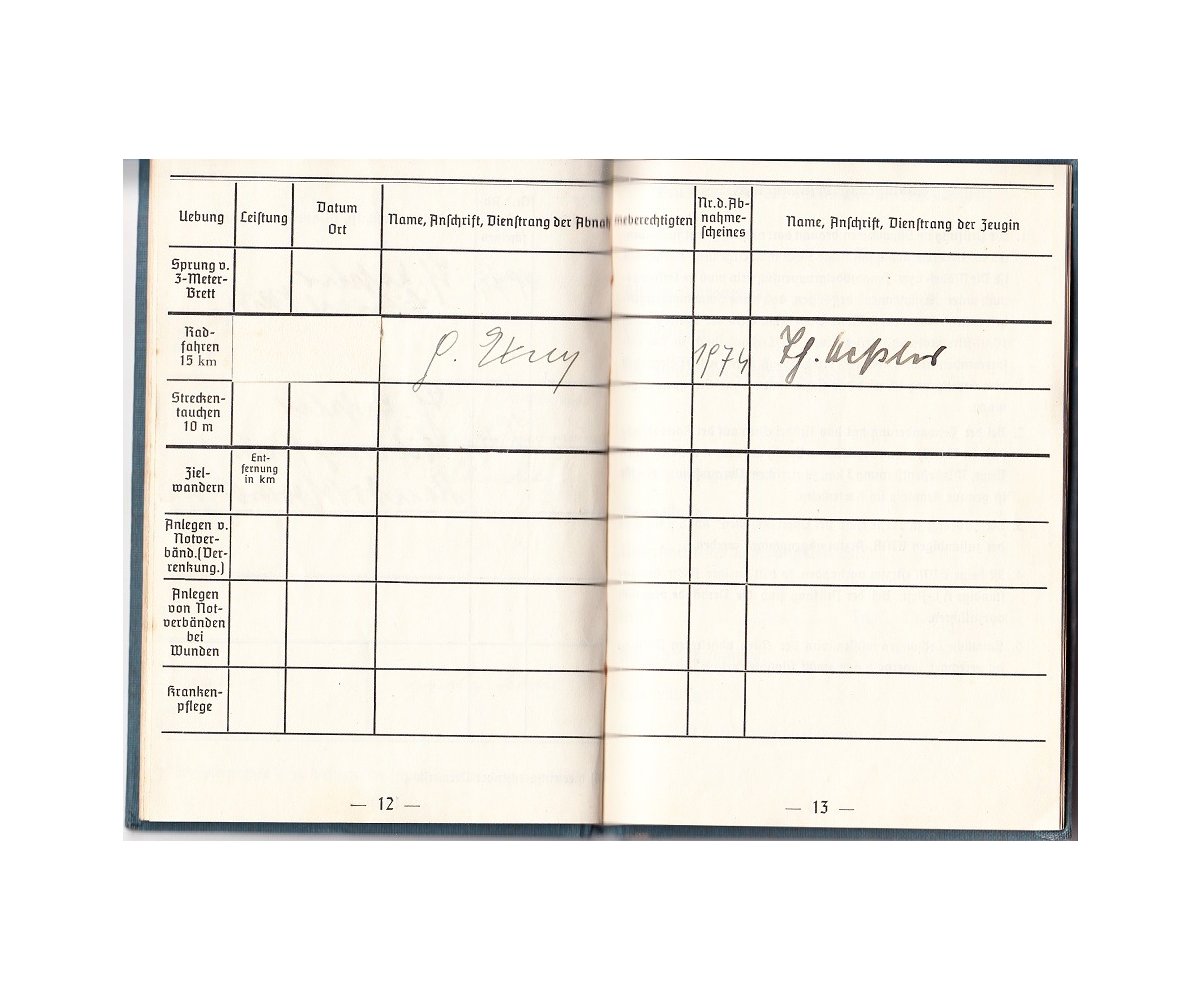 Uebung
Leistung
Datum
Ort
Name, Anschrift, Dienstrang der Abnahmeberechtigten
Nr.d.Ab-
nahme-
scheines
Name, Anschrift, Dienstrang der Zeugin
Sprung v.
3-Meter-
Brett
Rad-
fahren
15 km
1974
Strecken-
tauchen
10 m
Ziel-
wandern
Ent-
fernung
in km
Anlegen v.
Notver-
bänd.(Ver-
renkung.)
Anlegen
von Not-
verbänden
bei
Wunden
Kranken-
pflege
— 12 —
— 13 —